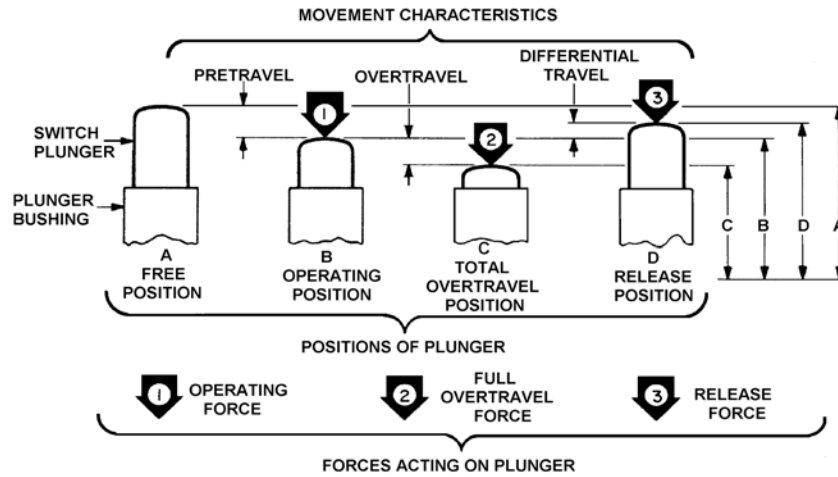 MOVEMENT CHARACTERISTICS
PRETRAVEL
OVERTRAVEL
DIFFERENTIAL
TRAVEL
1
2
3
SWITCH
PLUNGER
PLUNGER
BUSHING
A
FREE
POSITION
B
OPERATING
POSITION
C
TOTAL
OVERTRAVEL
POSITION
D
RELEASE
POSITION
C
B
D
A
POSITIONS OF PLUNGER
1
OPERATING
FORCE
2
FULL
OVERTRAVEL
FORCE
3
RELEASE
FORCE
FORCES ACTING ON PLUNGER